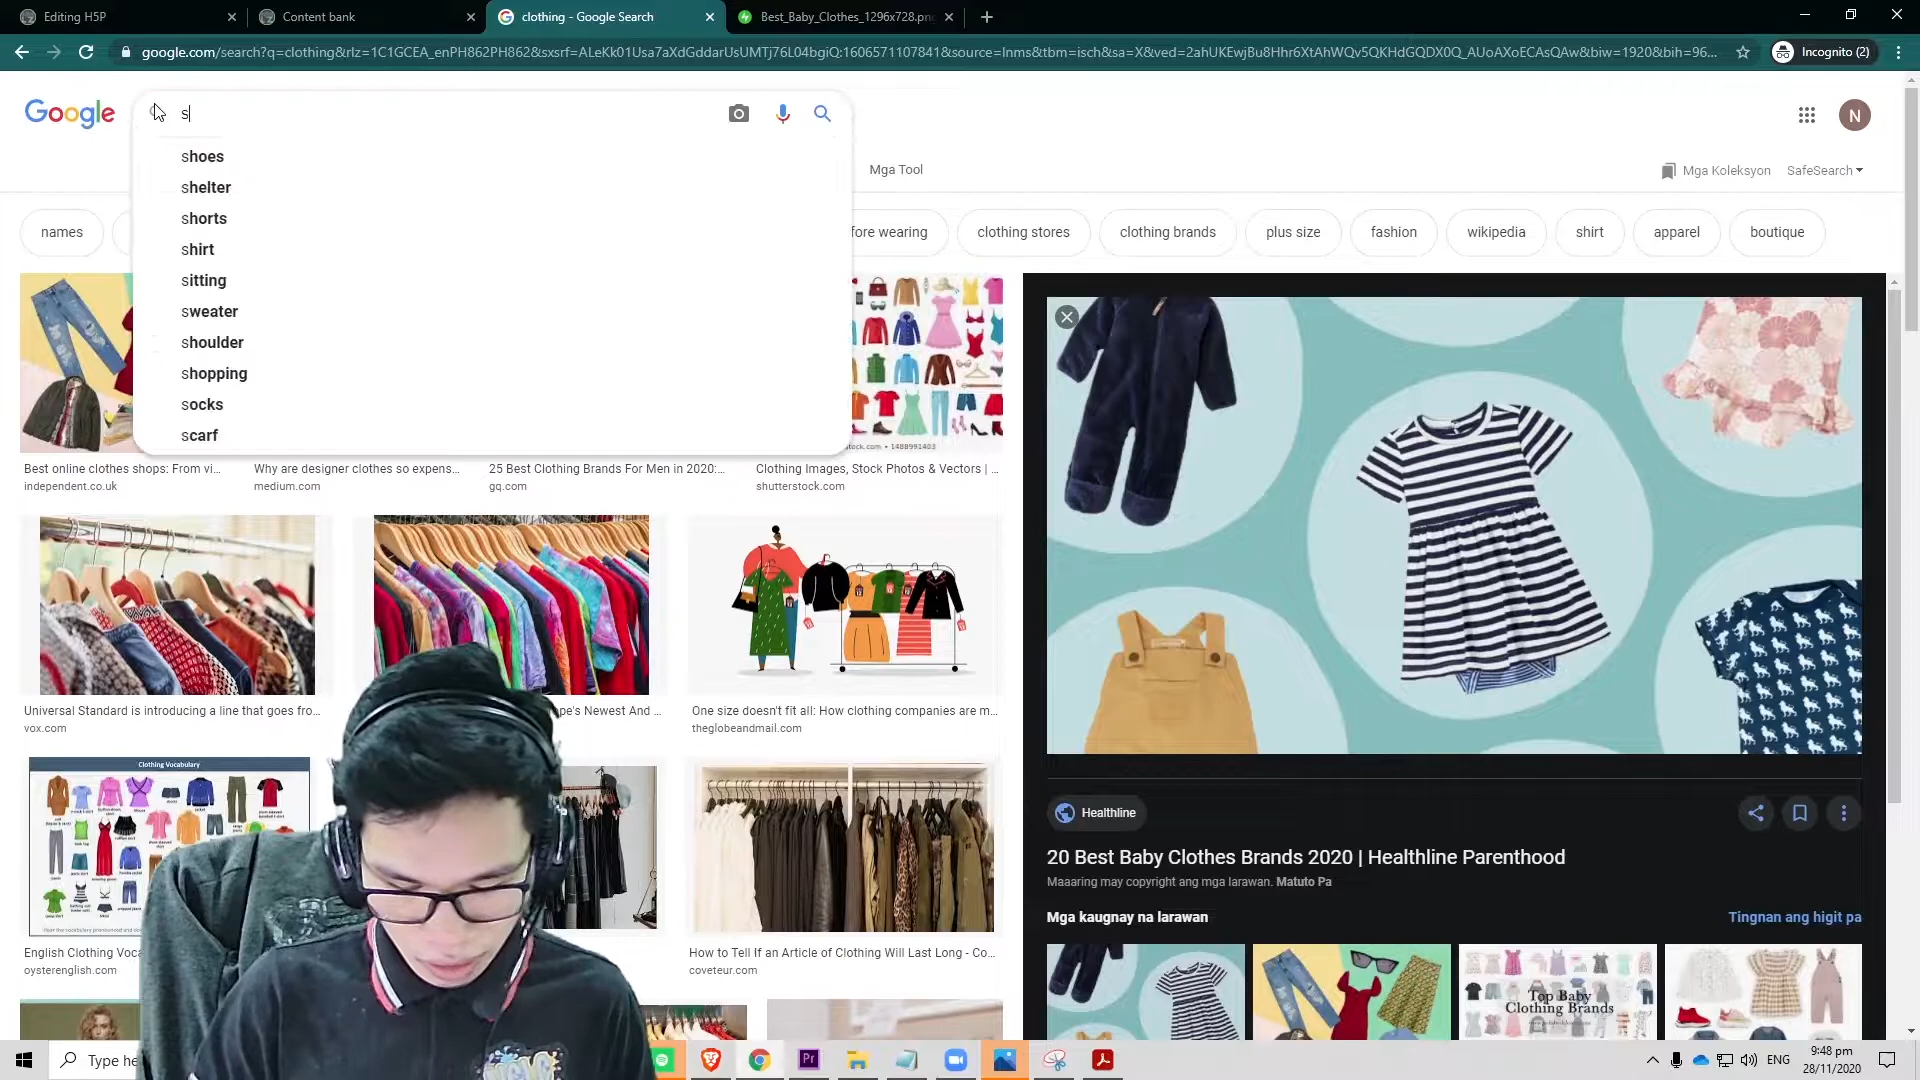 Editing H5P
Content bank
clothing - Google Search
Best_Baby_Clothes_1296x728.pn
google.com/search?q=clothing&rlz=1C1GCEA_enPH862PH862&sxsrf=ALeKk01Usa7aXdGddarUsUMTj76L04bgiQ:1606571107841&source=lnms&tbm=isch&sa=X&ved=2ahUKEwjBu8Hhr6XtAhWQv5QKHdGQDX0Q_AUoAXoECAsQAw&biw=1920&bih=96...
Incognito (2)
Google
s
N
shoes
shelter
shorts
shirt
sitting
sweater
shoulder
shopping
socks
scarf
Mga Tool
Mga Koleksyon
SafeSearch
names
fore wearing
clothing stores
clothing brands
plus size
fashion
wikipedia
shirt
apparel
boutique
stock.com • 1488991403
Best online clothes shops: From vi...
independent.co.uk
Why are designer clothes so expens...
medium.com
25 Best Clothing Brands For Men in 2020:...
gq.com
Clothing Images, Stock Photos & Vectors | ...
shutterstock.com
Universal Standard is introducing a line that goes fro...
vox.com
ope's Newest And ...
One size doesn't fit all: How clothing companies are m...
theglobeandmail.com
Clothing Vocabulary
English Clothing Voca
oysterenglish.com
How to Tell If an Article of Clothing Will Last Long - Co...
coveteur.com
Healthline
20 Best Baby Clothes Brands 2020 | Healthline Parenthood
Maaaring may copyright ang mga larawan. Matuto Pa
Mga kaugnay na larawan
Tingnan ang higit pa
Top Baby
Clothing Brands
Type he
Pr
ENG
9:48 pm
28/11/2020